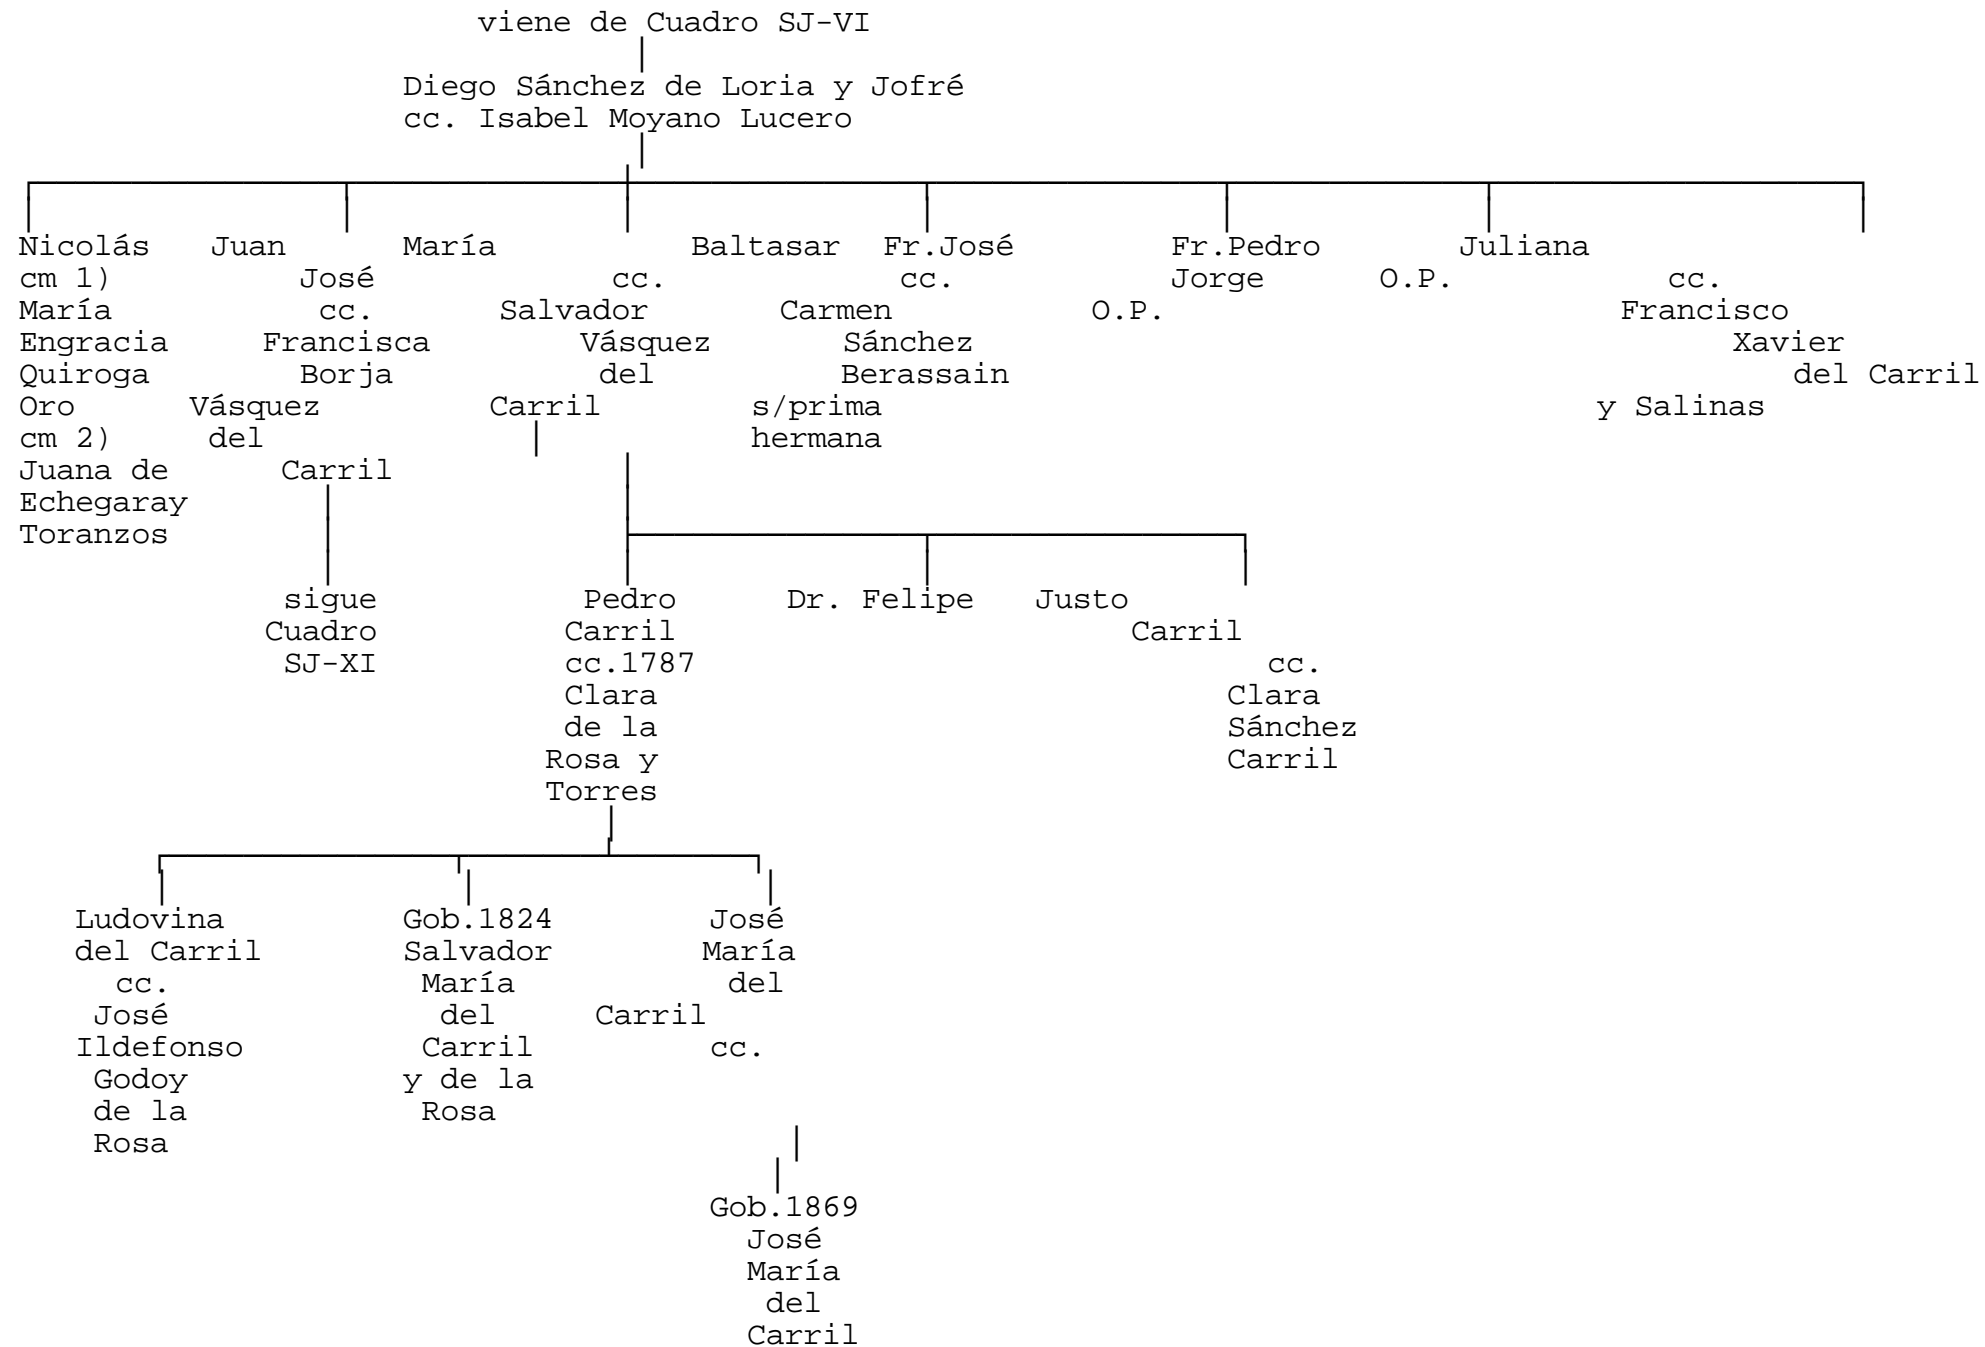 viene de Cuadro SJ-VI
Diego Sánchez de Loria y Jofré
cc. Isabel Moyano Lucero
Nicolás Juan María Baltasar Fr.José Fr.Pedro Juliana
cm 1) José cc. cc. Jorge O.P. cc.
María cc. Salvador Carmen O.P. Francisco
Engracia Francisca Vásquez Sánchez Xavier
Quiroga Borja del Berassain del Carril
Oro Vásquez Carril s/prima y Salinas
cm 2) del hermana
Juana de Carril
Echegaray
Toranzos
sigue Pedro Dr. Felipe Justo
Cuadro Carril Carril
SJ-XI cc.1787 cc.
Clara Clara
de la Sánchez
Rosa y Carril
Torres
Ludovina Gob.1824 José
del Carril Salvador María
cc. María del
José del Carril
Ildefonso Carril cc.
Godoy y de la
de la Rosa
Rosa
Gob.1869
José
María
del
Carril